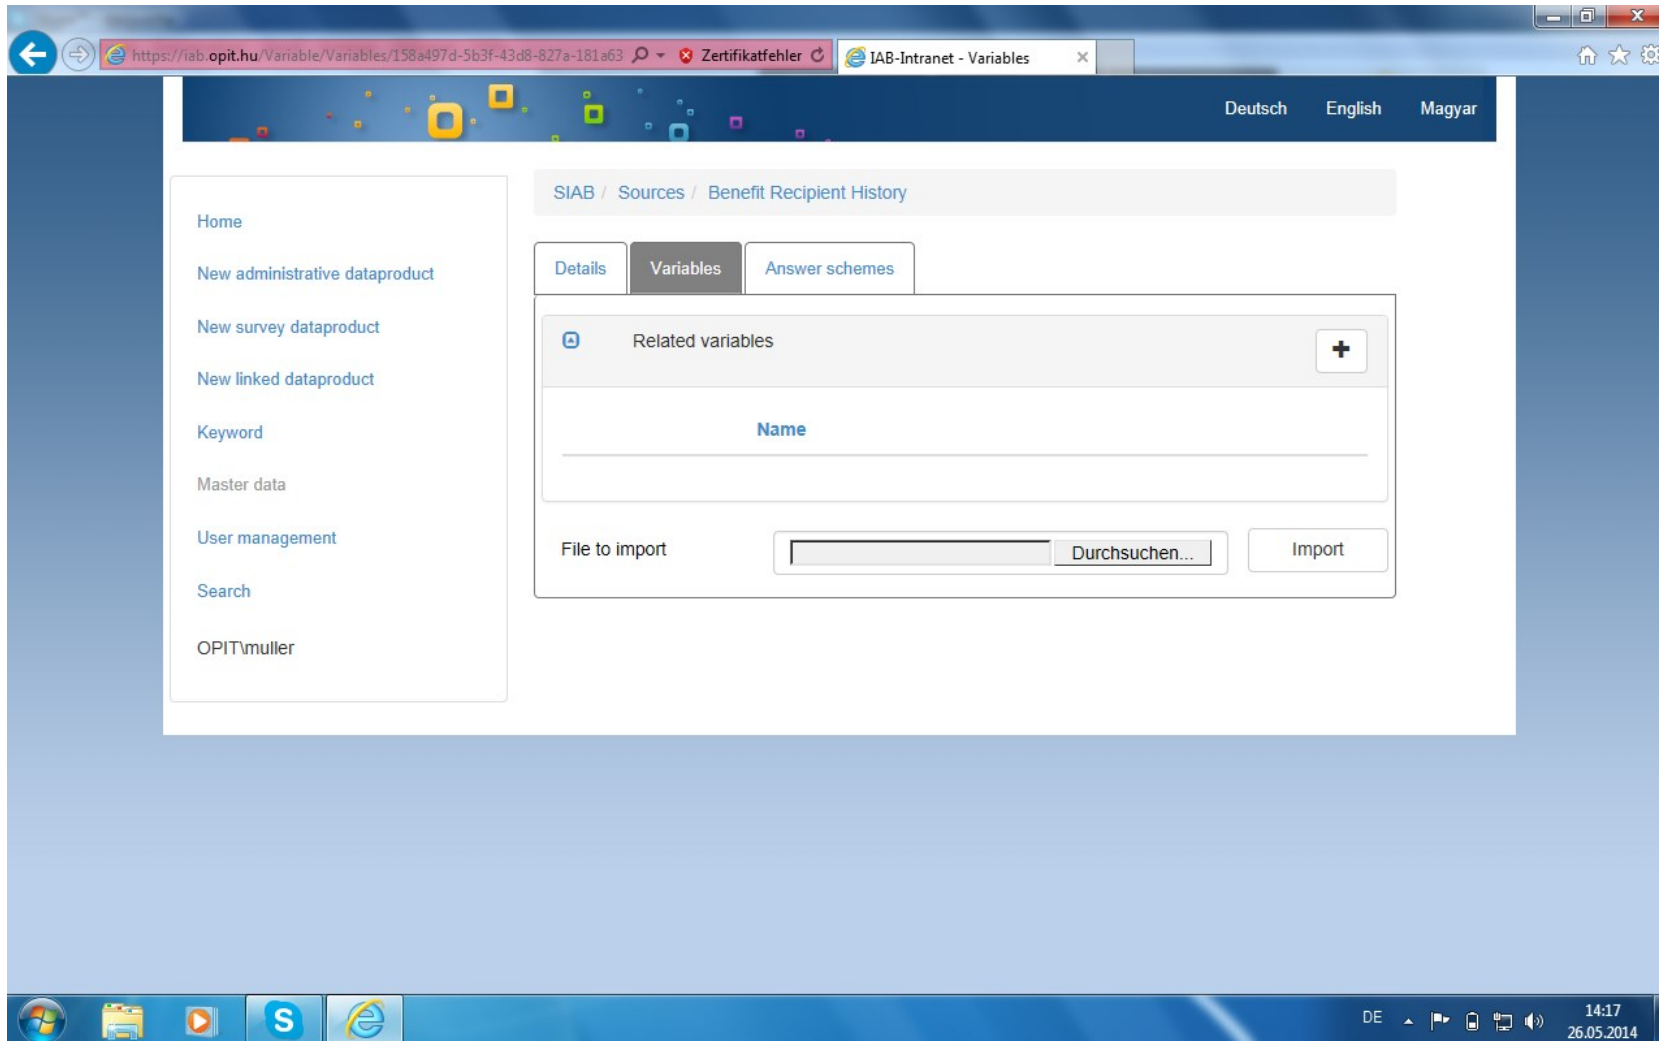 https://iab.opit.hu/Variable/Variables/158a497d-5b3f-43d8-827a-181a63 Zertifikatfehler IAB-Intranet - Variables
Deutsch English Magyar
SIAB / Sources / Benefit Recipient History
Home
New administrative dataproduct
New survey dataproduct
New linked dataproduct
Keyword
Master data
User management
Search
OPIT\muller
Details Variables Answer schemes
Related variables
Name
File to import Durchsuchen... Import
DE 14:17
26.05.2014